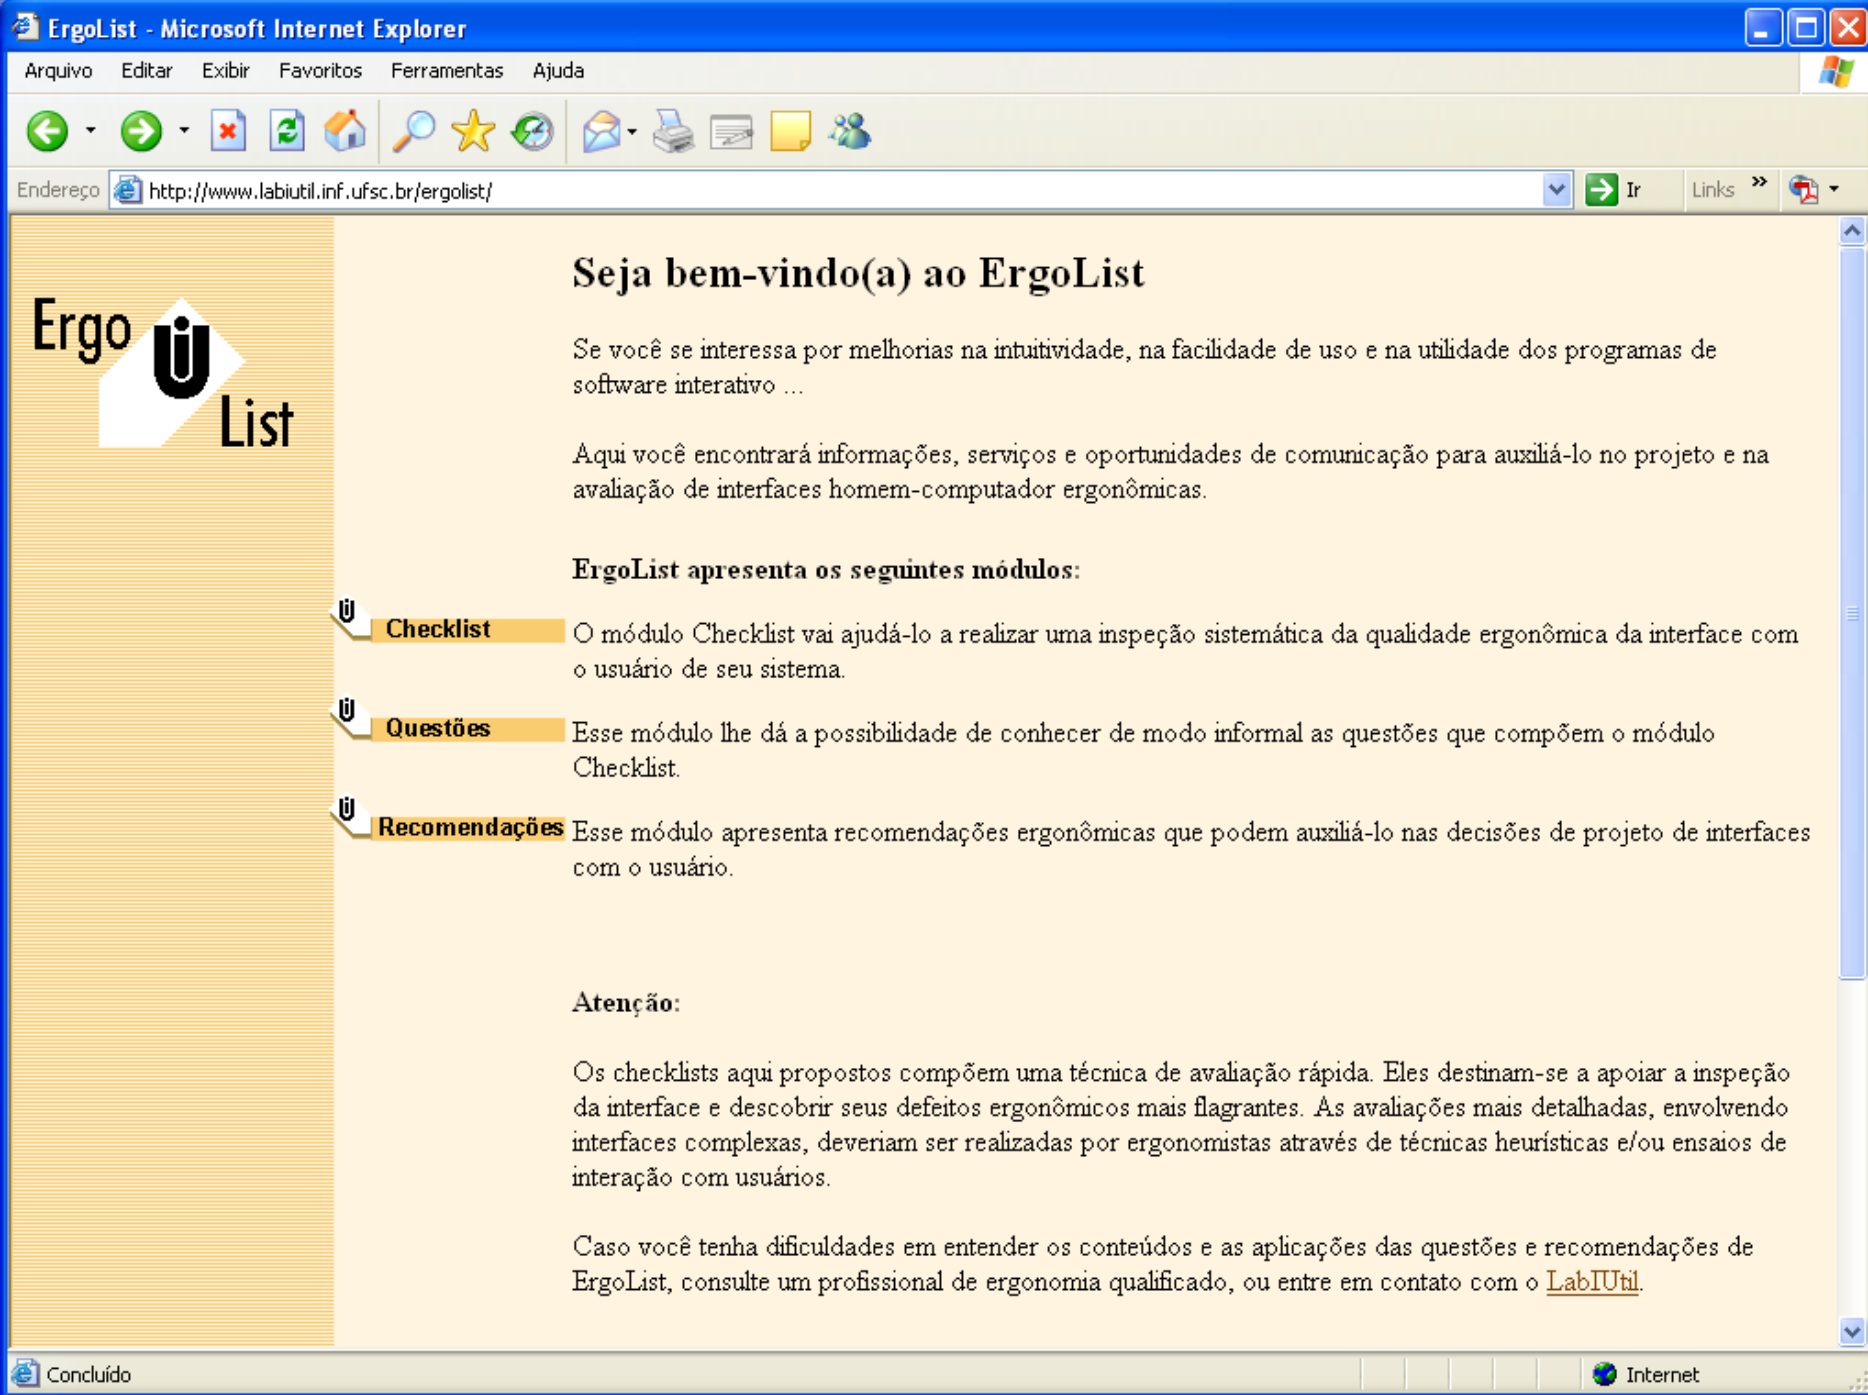 ErgoList - Microsoft Internet Explorer
Arquivo Editar Exibir Favoritos Ferramentas Ajuda
Endereço http://www.labiutil.inf.ufsc.br/ergolist/ Ir Links »
Ergo
List
Seja bem-vindo(a) ao ErgoList
Se você se interessa por melhorias na intuitividade, na facilidade de uso e na utilidade dos programas de
software interativo ...
Aqui você encontrará informações, serviços e oportunidades de comunicação para auxiliá-lo no projeto e na
avaliação de interfaces homem-computador ergonômicas.
ErgoList apresenta os seguintes módulos:
Checklist
O módulo Checklist vai ajudá-lo a realizar uma inspeção sistemática da qualidade ergonômica da interface com
o usuário de seu sistema.
Questões
Esse módulo lhe dá a possibilidade de conhecer de modo informal as questões que compõem o módulo
Checklist.
Recomendações
Esse módulo apresenta recomendações ergonômicas que podem auxiliá-lo nas decisões de projeto de interfaces
com o usuário.
Atenção:
Os checklists aqui propostos compõem uma técnica de avaliação rápida. Eles destinam-se a apoiar a inspeção
da interface e descobrir seus defeitos ergonômicos mais flagrantes. As avaliações mais detalhadas, envolvendo
interfaces complexas, deveriam ser realizadas por ergonomistas através de técnicas heurísticas e/ou ensaios de
interação com usuários.
Caso você tenha dificuldades em entender os conteúdos e as aplicações das questões e recomendações de
ErgoList, consulte um profissional de ergonomia qualificado, ou entre em contato com o LabIUtil.
Concluído
Internet